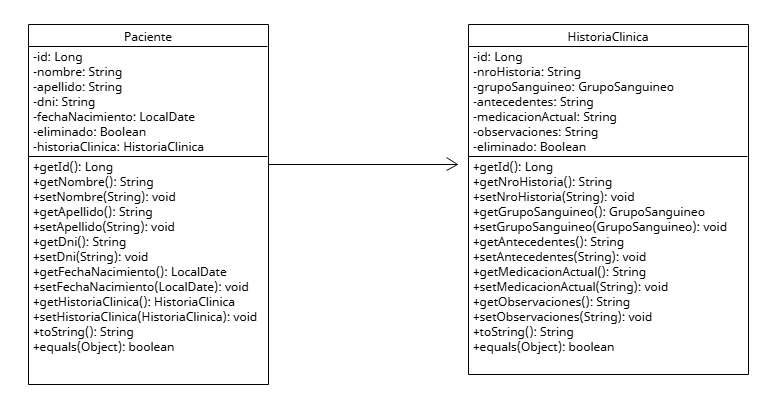 Paciente
-id: Long
-nombre: String
-apellido: String
-dni: String
-fechaNacimiento: LocalDate
-eliminado: Boolean
-historiaClinica: HistoriaClinica
+getId(): Long
+getNombre(): String
+setNombre(String): void
+getApellido(): String
+setApellido(String): void
+getDni(): String
+setDni(String): void
+getFechaNacimiento(): LocalDate
+setFechaNacimiento(LocalDate): void
+getHistoriaClinica(): HistoriaClinica
+setHistoriaClinica(HistoriaClinica): void
+toString(): String
+equals(Object): boolean
HistoriaClinica
-id: Long
-nroHistoria: String
-grupoSanguineo: GrupoSanguineo
-antecedentes: String
-medicacionActual: String
-observaciones: String
-eliminado: Boolean
+getId(): Long
+getNroHistoria(): String
+setNroHistoria(String): void
+getGrupoSanguineo(): GrupoSanguineo
+setGrupoSanguineo(GrupoSanguineo): void
+getAntecedentes(): String
+setAntecedentes(String): void
+getMedicacionActual(): String
+setMedicacionActual(String): void
+getObservaciones(): String
+setObservaciones(String): void
+toString(): String
+equals(Object): boolean